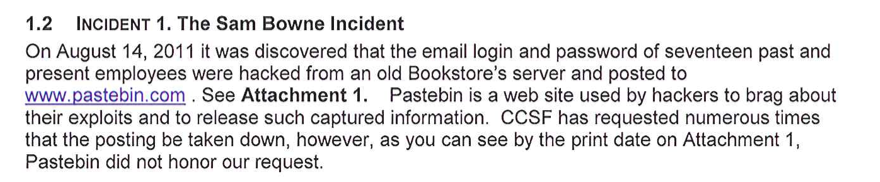 1.2 INCIDENT 1. The Sam Bowne Incident
On August 14, 2011 it was discovered that the email login and password of seventeen past and
present employees were hacked from an old Bookstore's server and posted to
www.pastebin.com . See Attachment 1. Pastebin is a web site used by hackers to brag about
their exploits and to release such captured information. CCSF has requested numerous times
that the posting be taken down, however, as you can see by the print date on Attachment 1,
Pastebin did not honor our request.